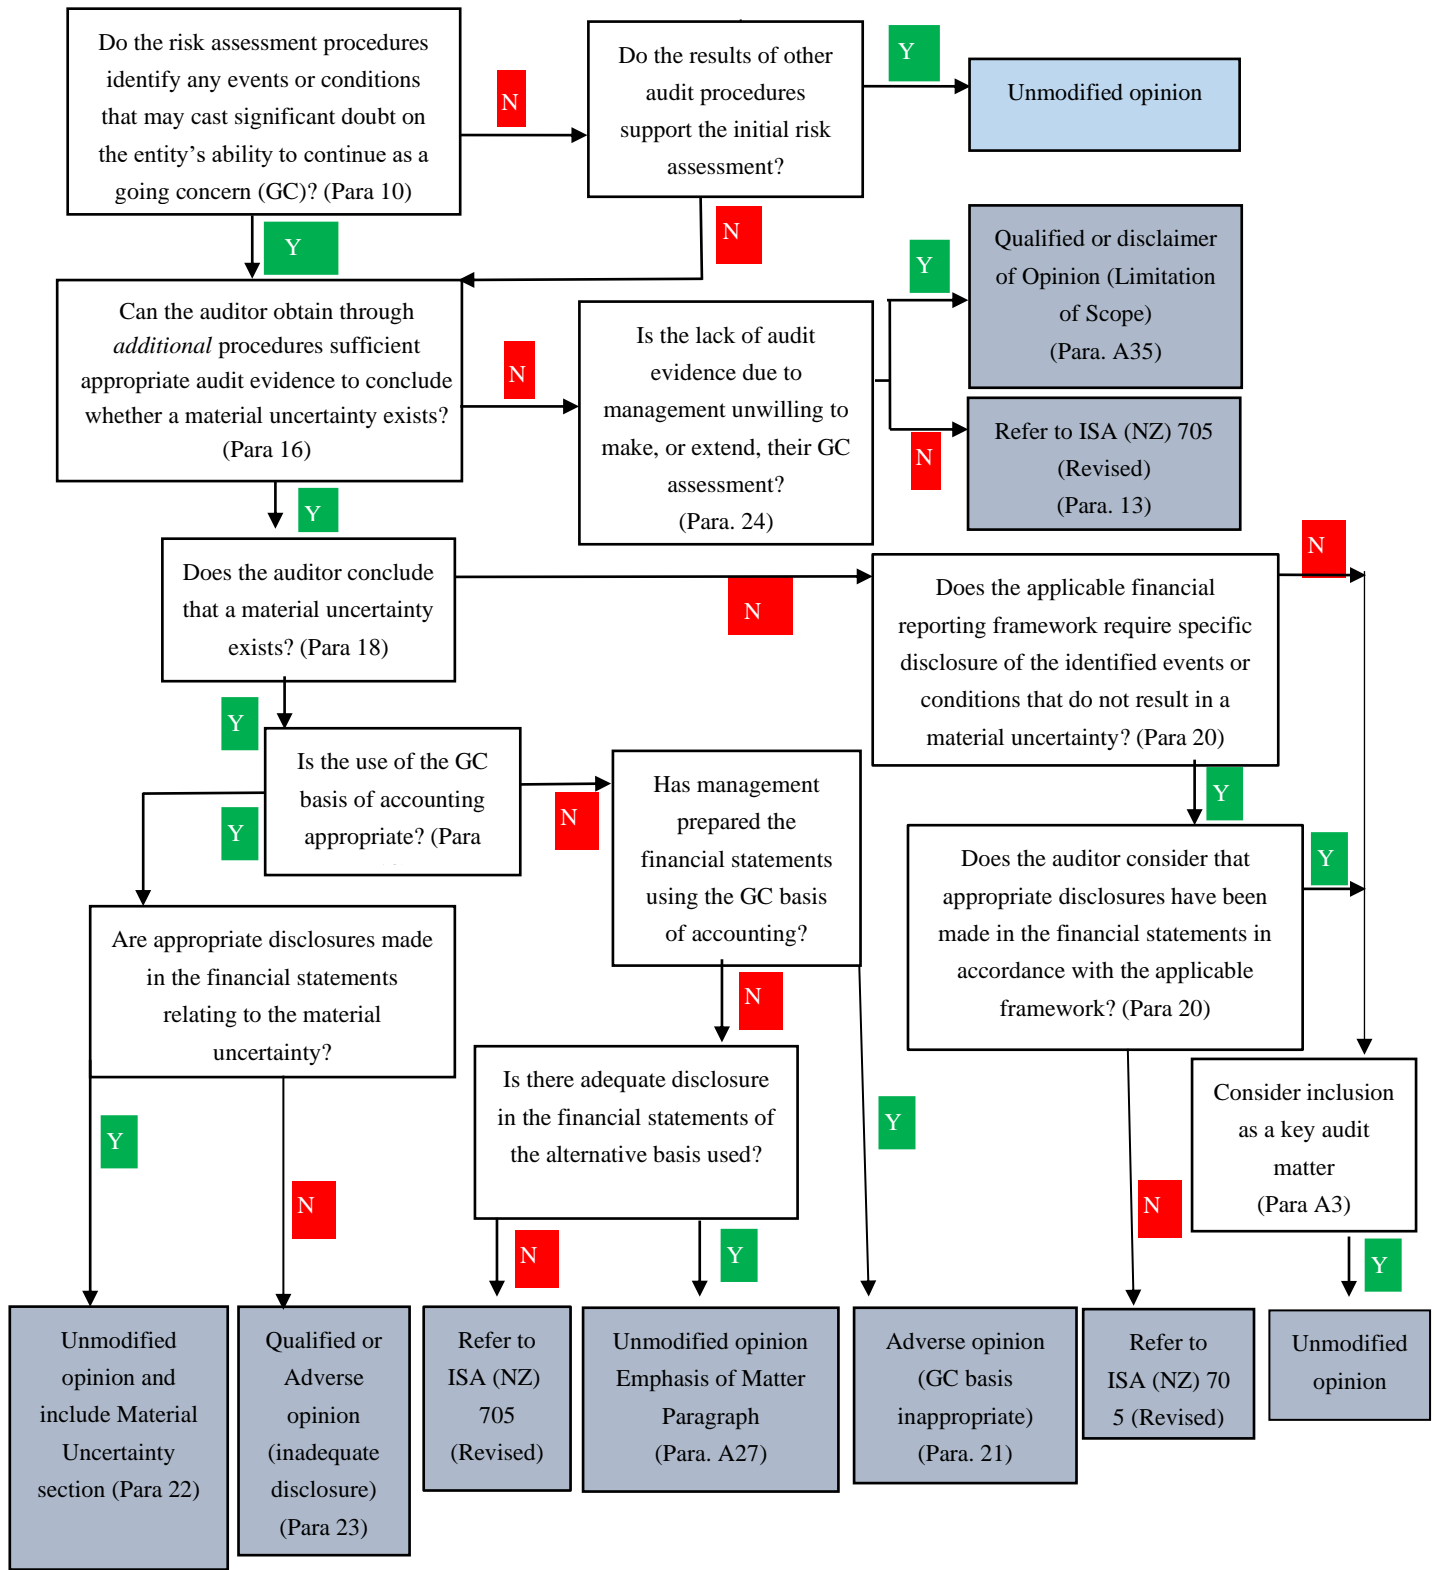 Do the risk assessment procedures
identify any events or conditions
that may cast significant doubt on
the entity’s ability to continue as a
going concern (GC)? (Para 10)
N
Do the results of other
audit procedures
support the initial risk
assessment?
Y
Unmodified opinion
Y
N
Can the auditor obtain through
additional procedures sufficient
appropriate audit evidence to conclude
whether a material uncertainty exists?
(Para 16)
N
Is the lack of audit
evidence due to
management unwilling to
make, or extend, their GC
assessment?
(Para. 24)
Y
Qualified or disclaimer
of Opinion (Limitation
of Scope)
(Para. A35)
N
Refer to ISA (NZ) 705
(Revised)
(Para. 13)
Y
Does the auditor conclude
that a material uncertainty
exists? (Para 18)
N
Does the applicable financial
reporting framework require specific
disclosure of the identified events or
conditions that do not result in a
material uncertainty? (Para 20)
N
Y
Is the use of the GC
basis of accounting
appropriate? (Para
Y
N
Has management
prepared the
financial statements
using the GC basis
of accounting?
Y
Does the auditor consider that
appropriate disclosures have been
made in the financial statements in
accordance with the applicable
framework? (Para 20)
Y
Are appropriate disclosures made
in the financial statements
relating to the material
uncertainty?
N
Is there adequate disclosure
in the financial statements of
the alternative basis used?
Y
Consider inclusion
as a key audit
matter
(Para A3)
Y
N
N
Y
N
Y
Unmodified
opinion and
include Material
Uncertainty
section (Para 22)
Qualified or
Adverse
opinion
(inadequate
disclosure)
(Para 23)
Refer to
ISA (NZ)
705
(Revised)
Unmodified opinion
Emphasis of Matter
Paragraph
(Para. A27)
Adverse opinion
(GC basis
inappropriate)
(Para. 21)
Refer to
ISA (NZ) 70
5 (Revised)
Unmodified
opinion